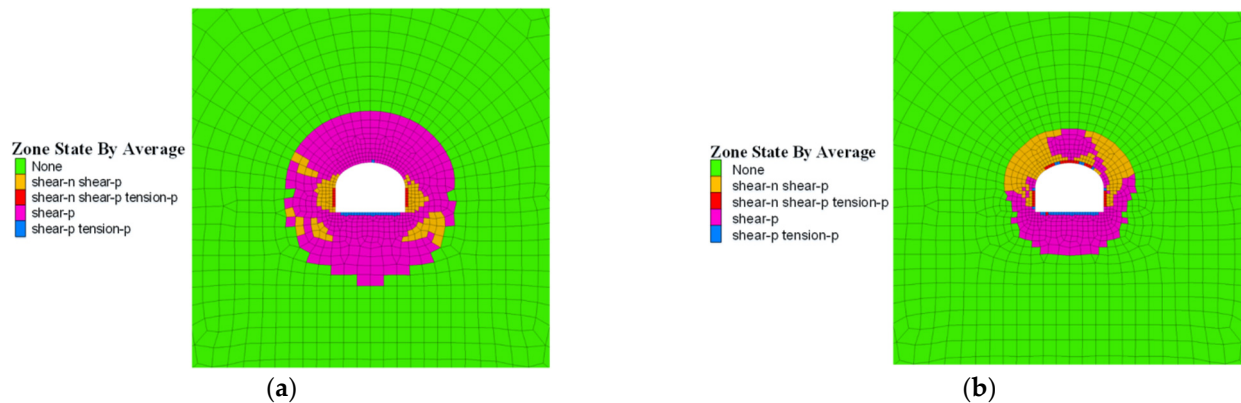 Zone State By Average
None
shear-n shear-p
shear-n shear-p tension-p
shear-p
shear-p tension-p
(a)
Zone State By Average
None
shear-n shear-p
shear-n shear-p tension-p
shear-p
shear-p tension-p
(b)